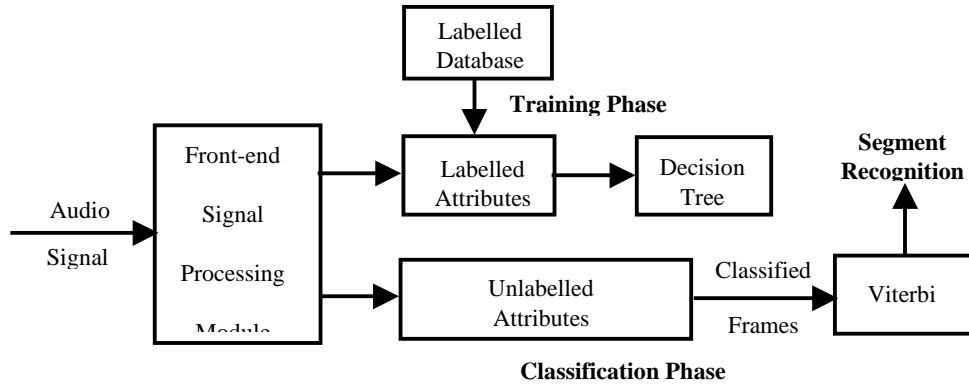 Labelled
Database
Training Phase
Front-end
Signal
Processing
Module
Labelled
Attributes
Decision
Tree
Segment
Recognition
Audio
Signal
Unlabelled
Attributes
Classified
Frames
Viterbi
Classification Phase